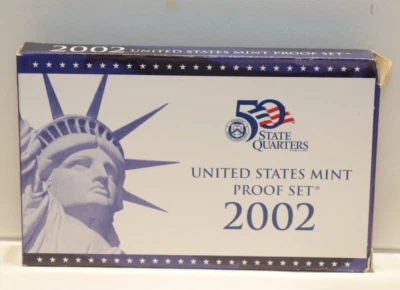 2002 UNITED STATES MINT PROOF SET®
50
STATE
QUARTERS
UNITED STATES MINT
PROOF SET®
2002